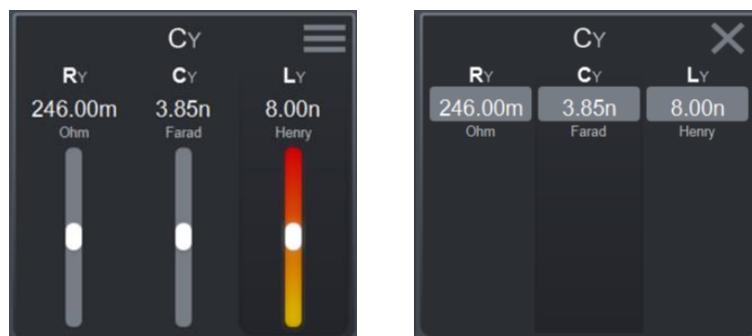 CY
RY CY LY
246.00m 3.85n 8.00n
Ohm Farad Henry
CY
RY CY LY
246.00m 3.85n 8.00n
Ohm Farad Henry